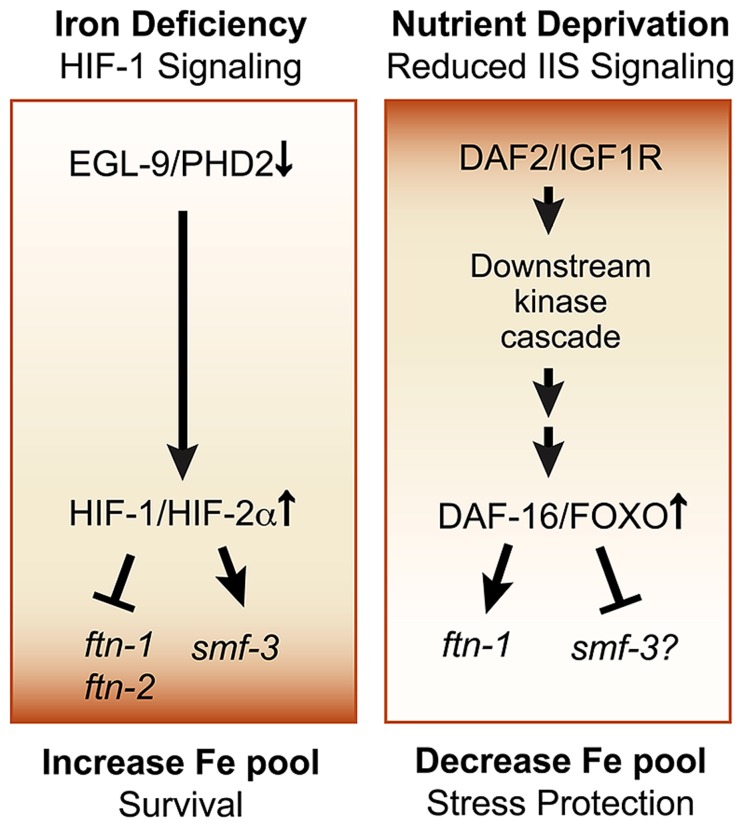 Iron Deficiency
HIF-1 Signaling
EGL-9/PHD2↓
HIF-1/HIF-2α↑
ftn-1 smf-3
ftn-2
Increase Fe pool
Survival
Nutrient Deprivation
Reduced IIS Signaling
DAF2/IGF1R
Downstream
kinase
cascade
DAF-16/FOXO↑
ftn-1 smf-3?
Decrease Fe pool
Stress Protection